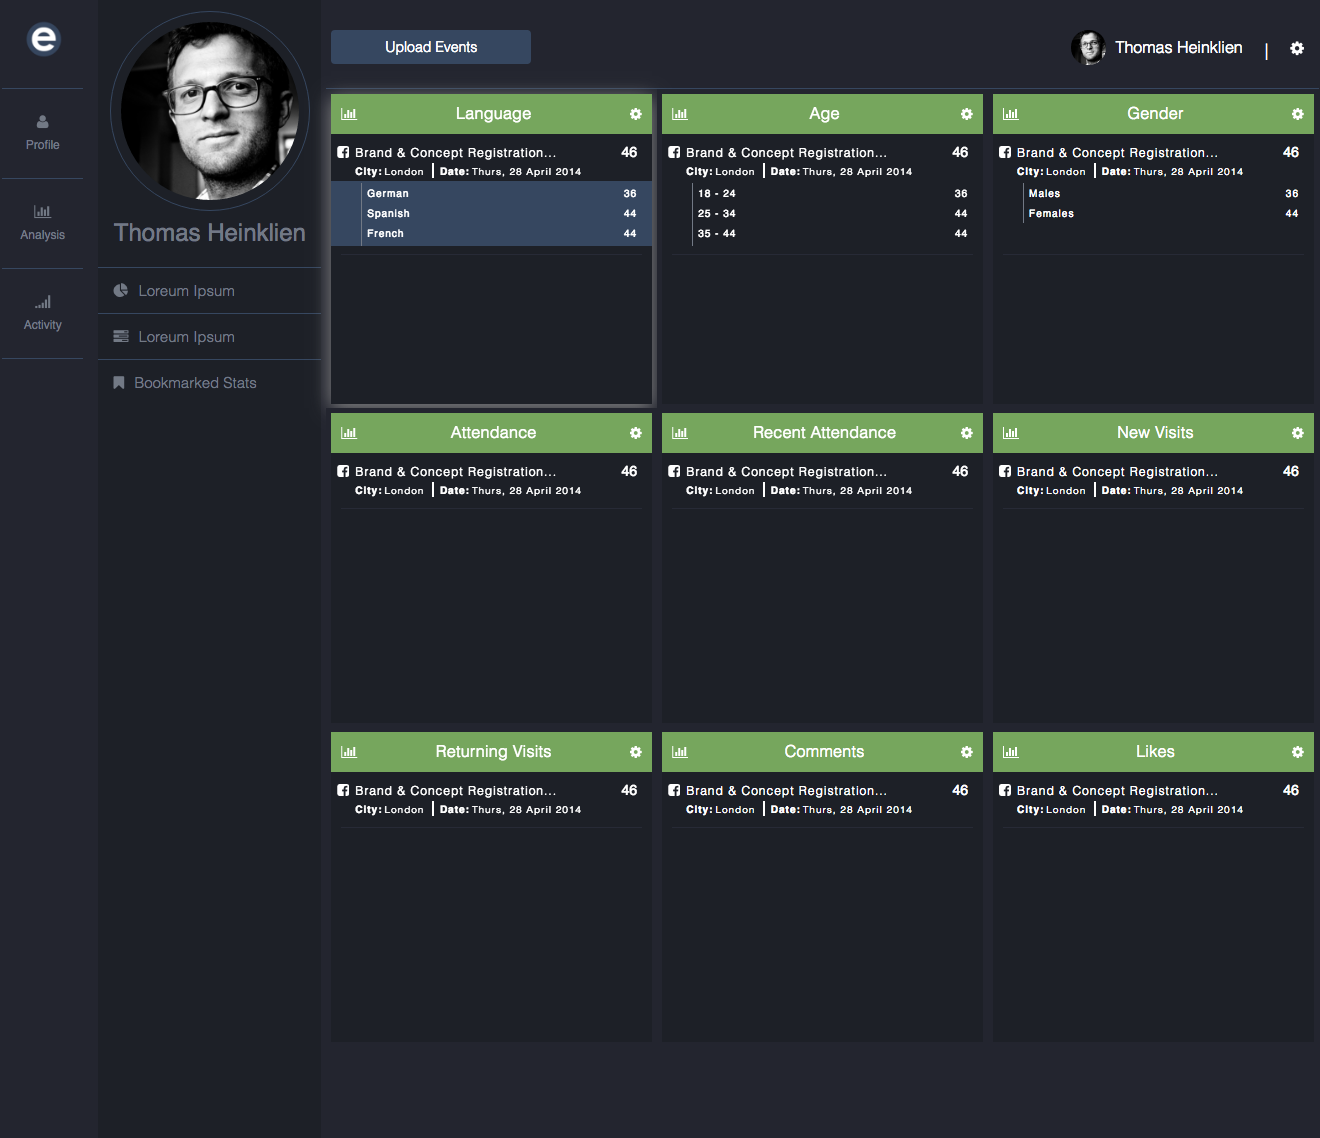 e
Upload Events
Thomas Heinklien |
Profile
Analysis
Activity
Thomas Heinklien
Loreum Ipsum
Loreum Ipsum
Bookmarked Stats
Language
Brand & Concept Registration... 46
City: London | Date: Thurs, 28 April 2014
German 36
Spanish 44
French 44
Age
Brand & Concept Registration... 46
City: London | Date: Thurs, 28 April 2014
18 - 24 36
25 - 34 44
35 - 44 44
Gender
Brand & Concept Registration... 46
City: London | Date: Thurs, 28 April 2014
Males 36
Females 44
Attendance
Brand & Concept Registration... 46
City: London | Date: Thurs, 28 April 2014
Recent Attendance
Brand & Concept Registration... 46
City: London | Date: Thurs, 28 April 2014
New Visits
Brand & Concept Registration... 46
City: London | Date: Thurs, 28 April 2014
Returning Visits
Brand & Concept Registration... 46
City: London | Date: Thurs, 28 April 2014
Comments
Brand & Concept Registration... 46
City: London | Date: Thurs, 28 April 2014
Likes
Brand & Concept Registration... 46
City: London | Date: Thurs, 28 April 2014